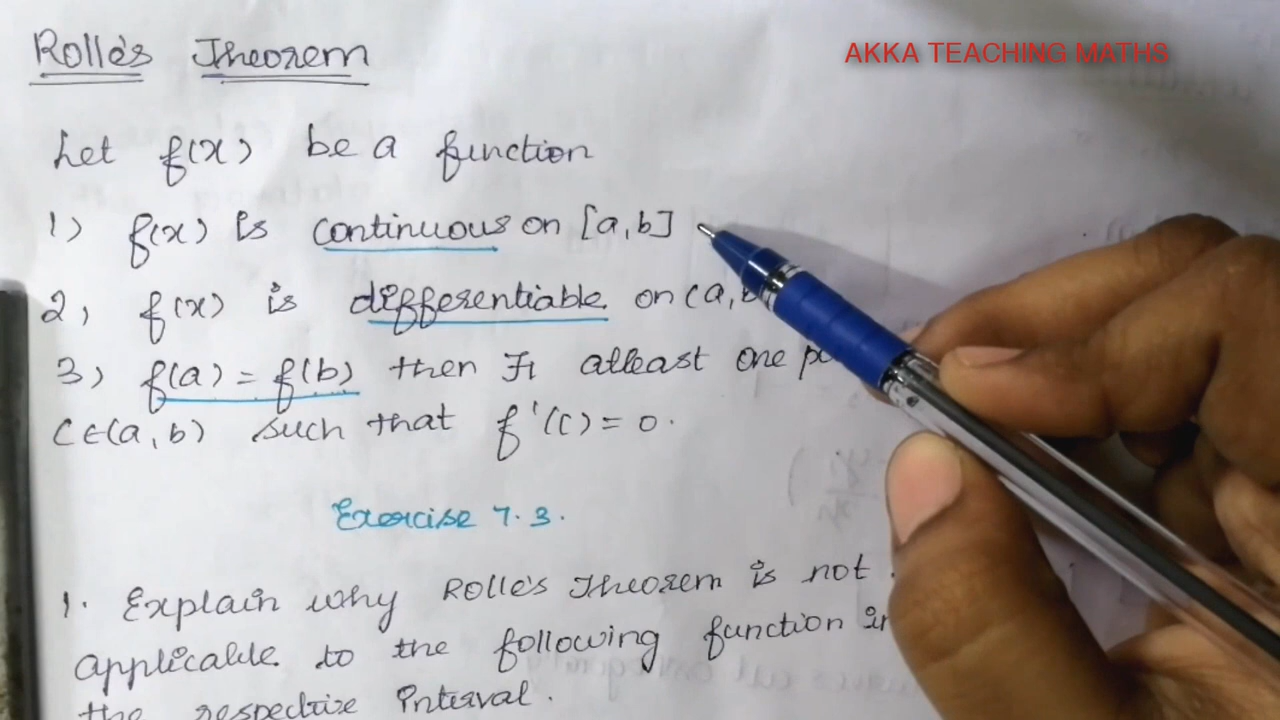 Rolle's Theorem
AKKA TEACHING MATHS
Let f(x) be a function
1) f(x) is continuous on [a,b]
2, f(x) is differentiable on (a,b
3) f(a) = f(b) then Ǝ atleast one
C∈(a,b) such that f'(c) = 0.
Exercise 7.3.
1. Explain why Rolle's Theorem is not
applicable to the following function in
the respective interval.